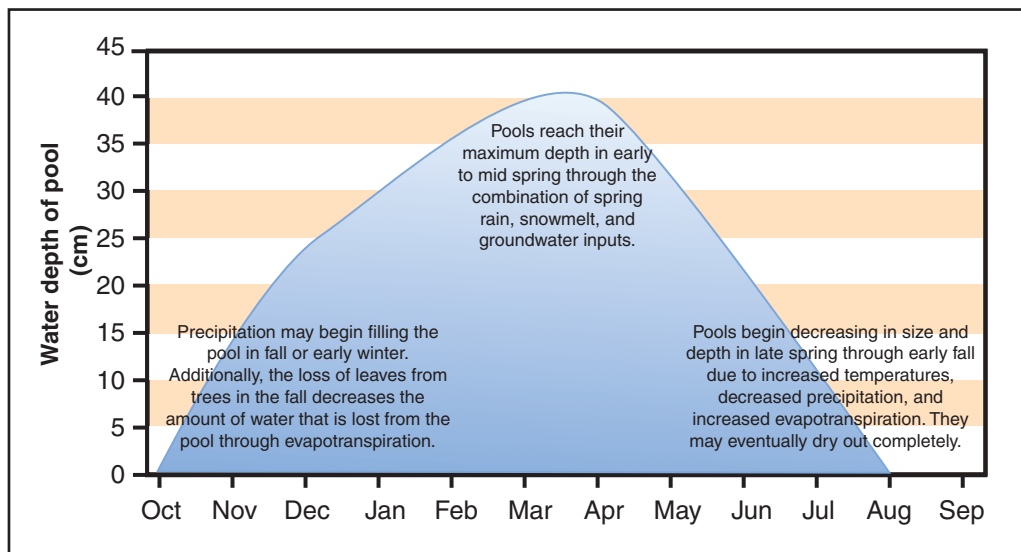 45
40
35
30
25
20
15
10
5
0
Water depth of pool
(cm)
Pools reach their
maximum depth in early
to mid spring through the
combination of spring
rain, snowmelt, and
groundwater inputs.
Precipitation may begin filling the
pool in fall or early winter.
Additionally, the loss of leaves from
trees in the fall decreases the
amount of water that is lost from the
pool through evapotranspiration.
Pools begin decreasing in size and
depth in late spring through early fall
due to increased temperatures,
decreased precipitation, and
increased evapotranspiration. They
may eventually dry out completely.
Oct Nov Dec Jan Feb Mar Apr May Jun Jul Aug Sep